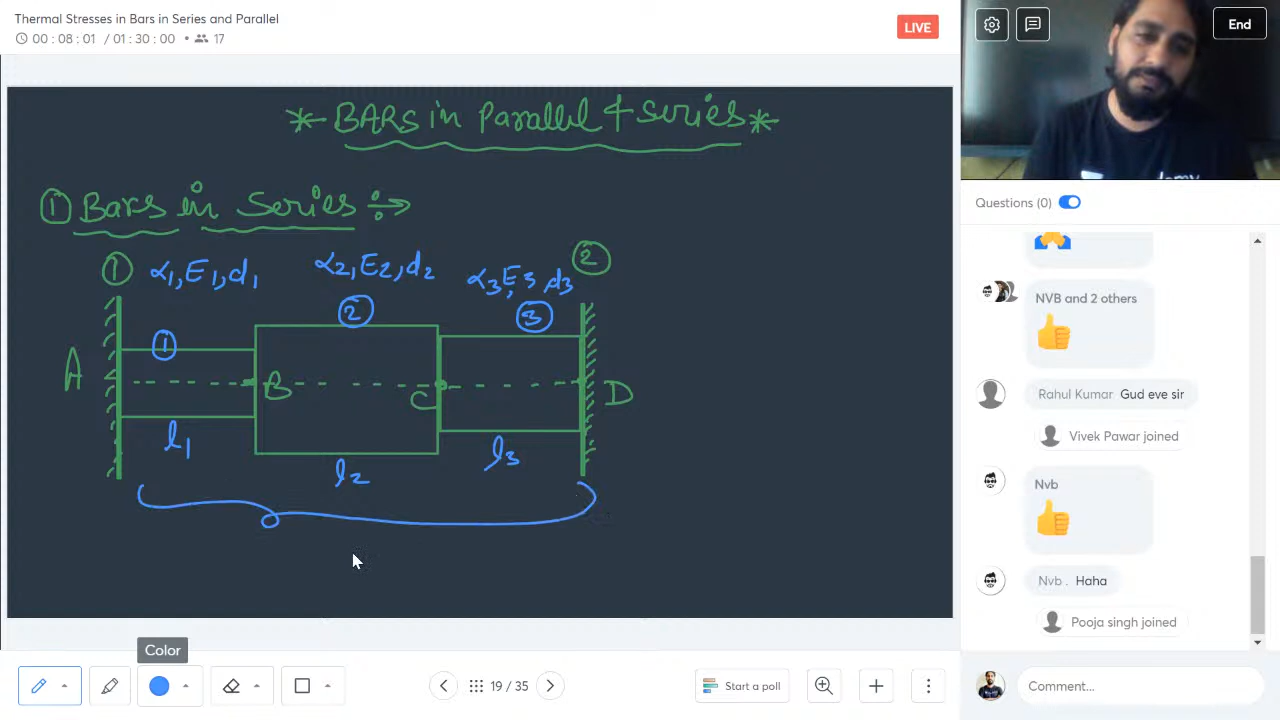 Thermal Stresses in Bars in Series and Parallel
00 : 08 : 01 / 01 : 30 : 00 • 17
LIVE
End
* BARs in Parallel & Series *
① Bars in Series ÷→
① α1, E1, d1 α2, E2, d2 α3, E3, d3 ②
① ② ③
A B C D
l1 l2 l3
Color
19 / 35
Start a poll
Questions (0)
NVB and 2 others
Rahul Kumar Gud eve sir
Vivek Pawar joined
Nvb
Nvb . Haha
Pooja singh joined
Comment...